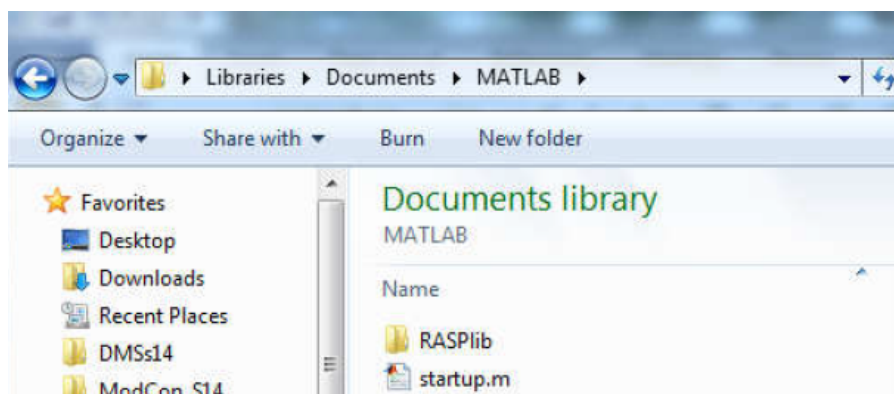 Libraries Documents MATLAB
Organize Share with Burn New folder
Favorites
Desktop
Downloads
Recent Places
DMSs14
ModCon_S14
Documents library
MATLAB
Name
RASPlib
startup.m